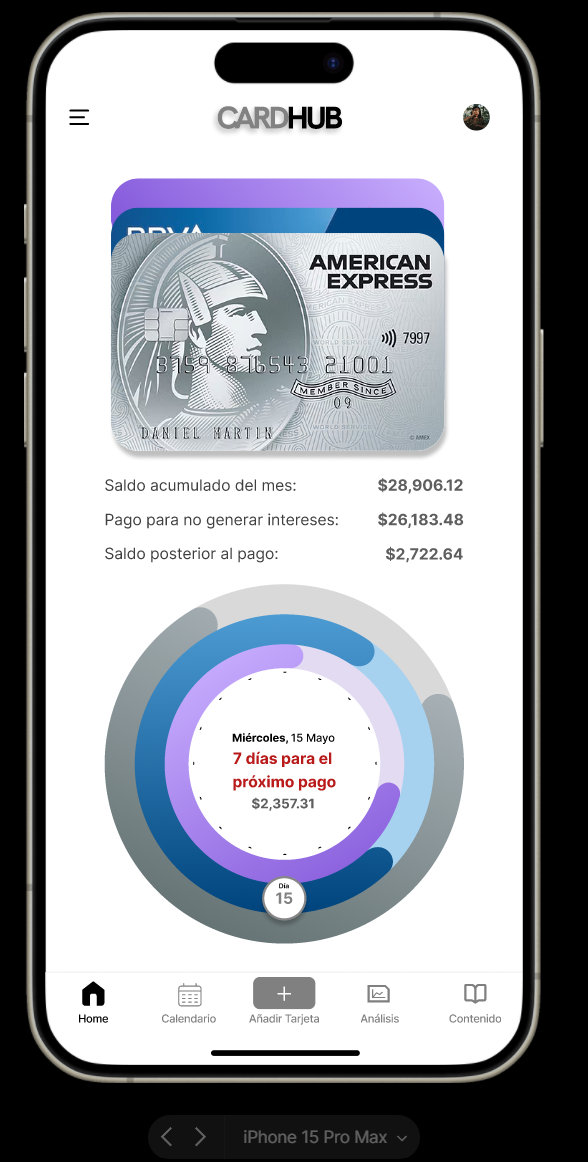 CARDHUB
BBVA
AMERICAN
EXPRESS
7997
3759 876543 21001
MEMBER SINCE
09
DANIEL MARTIN
© AMEX
Saldo acumulado del mes: $28,906.12
Pago para no generar intereses: $26,183.48
Saldo posterior al pago: $2,722.64
Miércoles, 15 Mayo
7 días para el
próximo pago
$2,357.31
Día
15
Home Calendario Añadir Tarjeta Análisis Contenido
iPhone 15 Pro Max